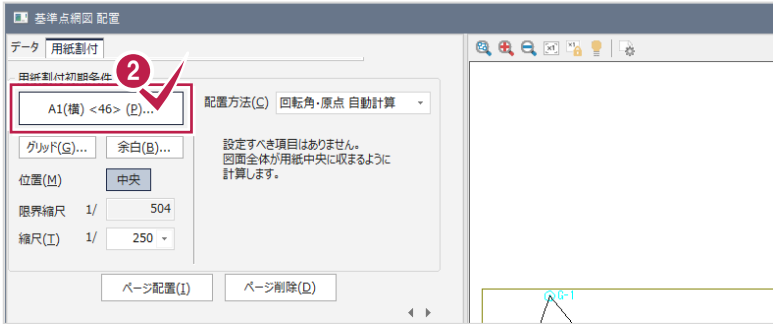 基準点網図 配置
データ 用紙割付
用紙割付初期条件
2
A1(横) <46> (P)...
配置方法(C) 回転角・原点 自動計算
グリッド(G)... 余白(B)...
設定すべき項目はありません。
図面全体が用紙中央に収まるように
計算します。
位置(M) 中央
限界縮尺 1/ 504
縮尺(T) 1/ 250
ページ配置(I) ページ削除(D)
G-1